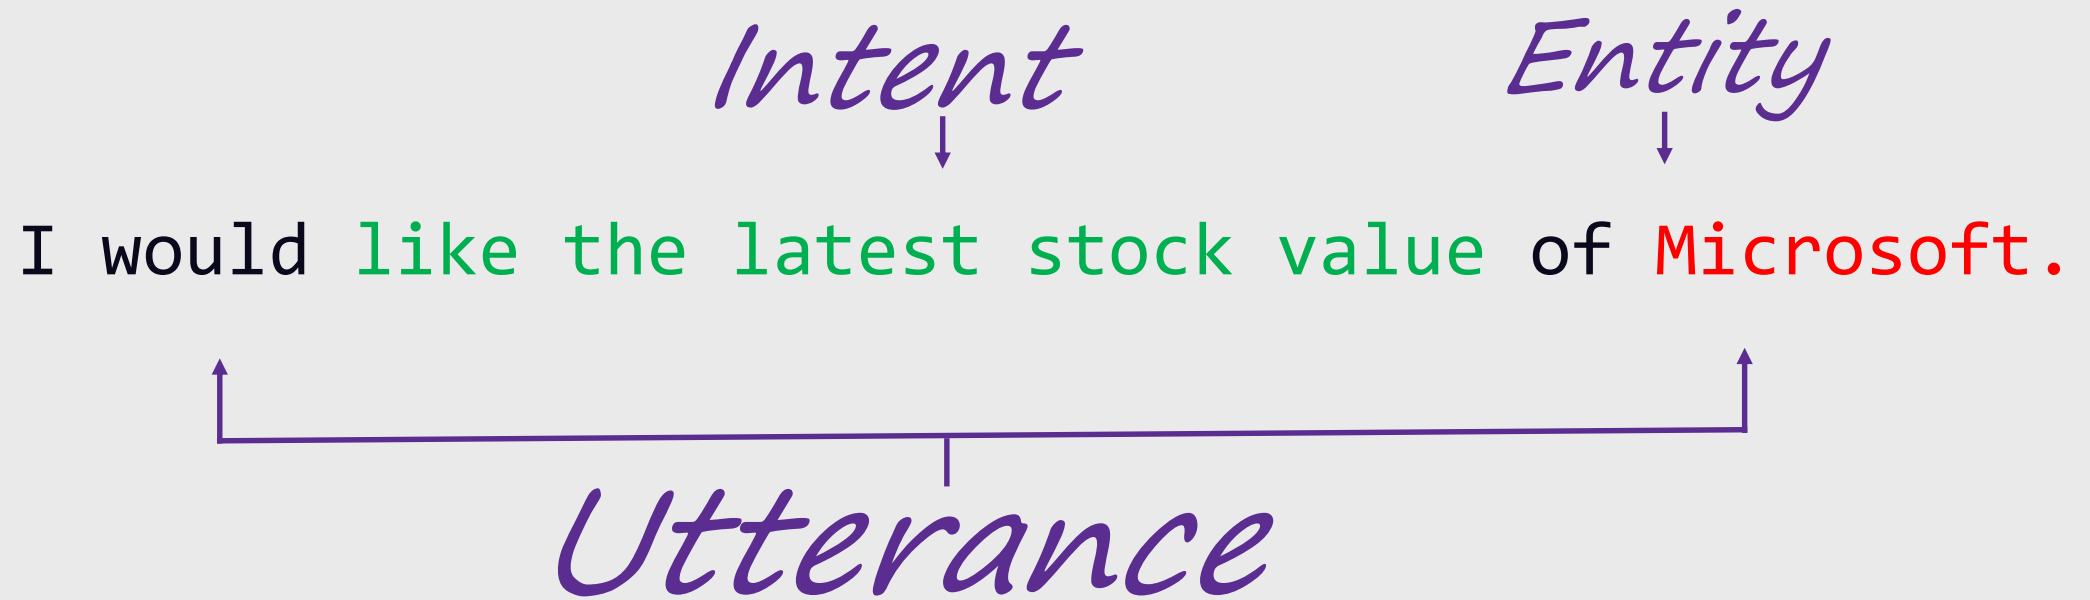 Intent Entity
I would like the latest stock value of Microsoft.
Utterance